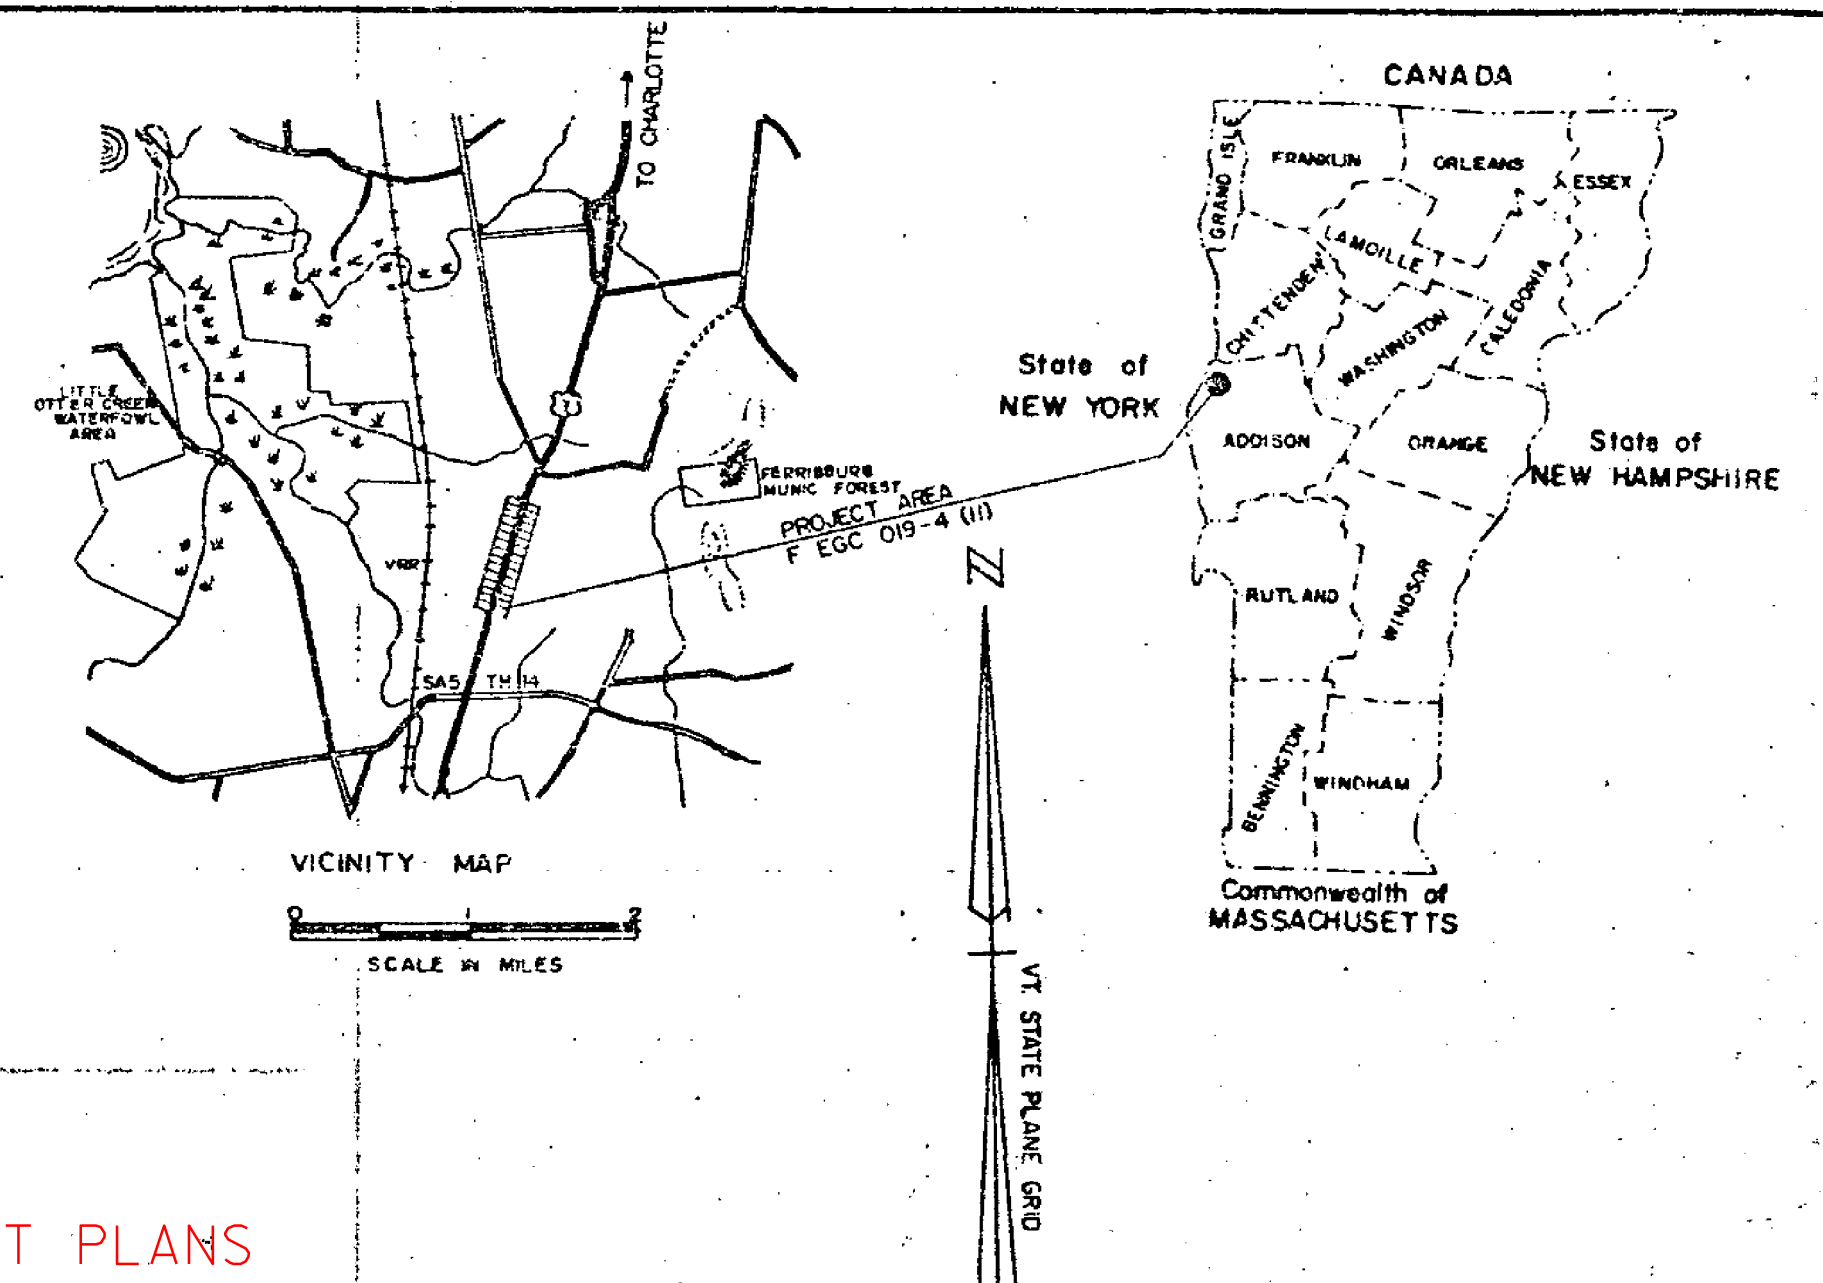 TO CHARLOTTE
LITTLE
OTTER CREEK
WATERFOWL
AREA
7
FERRISBURG
MUNIC FOREST
PROJECT AREA
F EGC 019-4 (11)
VRR
SA5 TH 14
VICINITY MAP
0 1 2
SCALE IN MILES
N
VT. STATE PLANE GRID
CANADA
GRAND ISLE
FRANKLIN
ORLEANS
ESSEX
LAMOILLE
CHITTENDEN
WASHINGTON
CALEDONIA
State of
NEW YORK
ADDISON
ORANGE
State of
NEW HAMPSHIRE
RUTLAND
WINDSOR
BENNINGTON
WINDHAM
Commonwealth of
MASSACHUSETTS
T PLANS